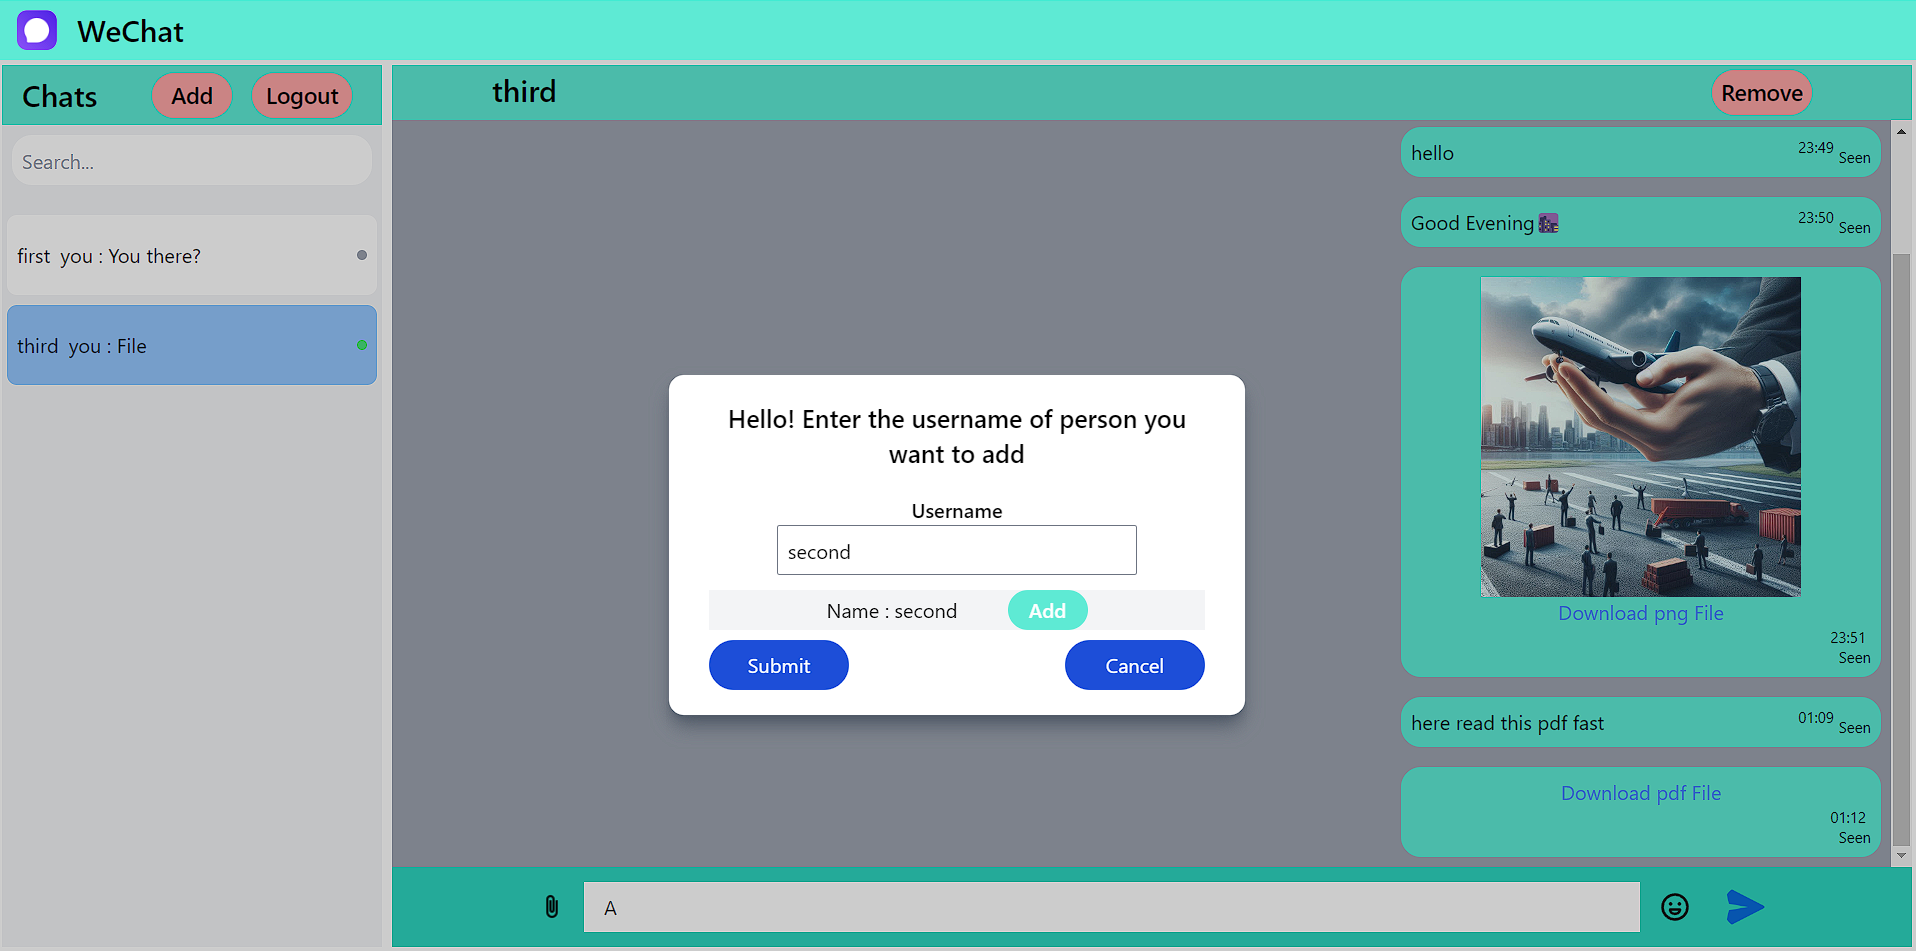 WeChat
Chats
Add
Logout
Search...
first you : You there?
third you : File
third
Remove
hello
23:49
Seen
Good Evening🌆
23:50
Seen
Download png File
23:51
Seen
here read this pdf fast
01:09
Seen
Download pdf File
01:12
Seen
Hello! Enter the username of person you
want to add
Username
second
Name : second
Add
Submit
Cancel
A